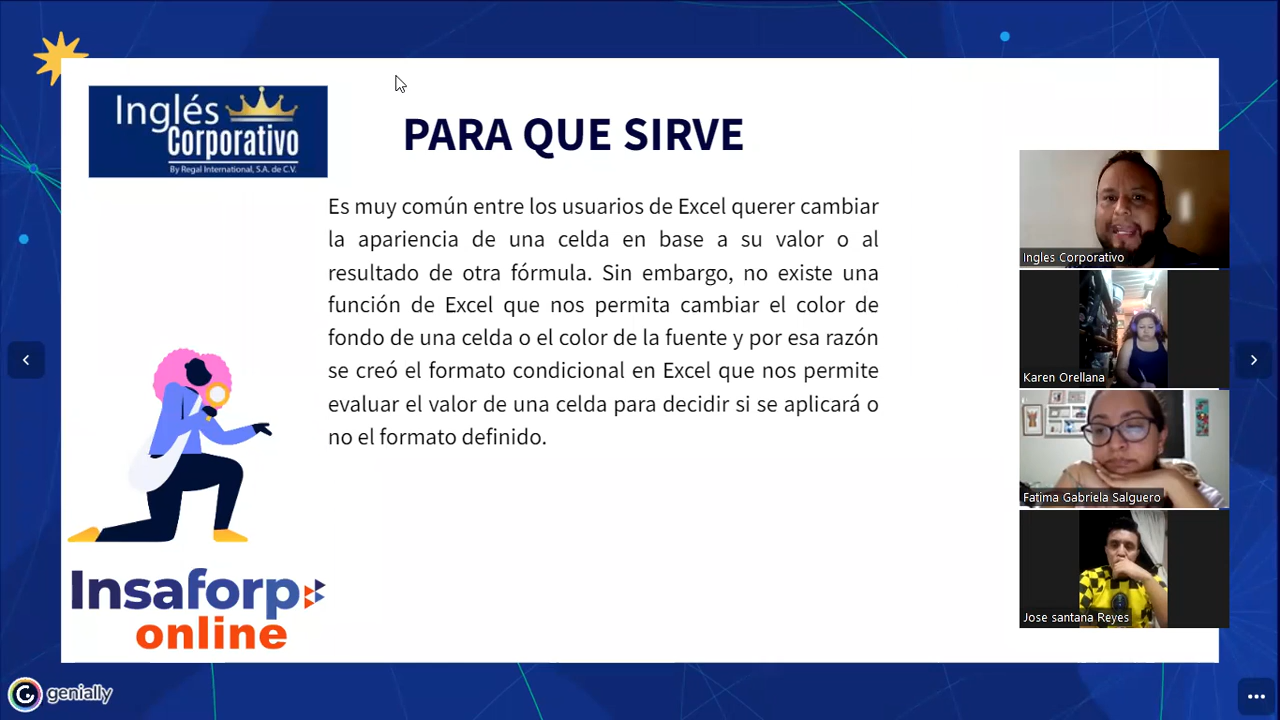 Inglés
Corporativo
By Regal International, S.A. de C.V.
PARA QUE SIRVE
Es muy común entre los usuarios de Excel querer cambiar
la apariencia de una celda en base a su valor o al
resultado de otra fórmula. Sin embargo, no existe una
función de Excel que nos permita cambiar el color de
fondo de una celda o el color de la fuente y por esa razón
se creó el formato condicional en Excel que nos permite
evaluar el valor de una celda para decidir si se aplicará o
no el formato definido.
Insaforp
online
Ingles Corporativo
Karen Orellana
Fatima Gabriela Salguero
Jose santana Reyes
genially